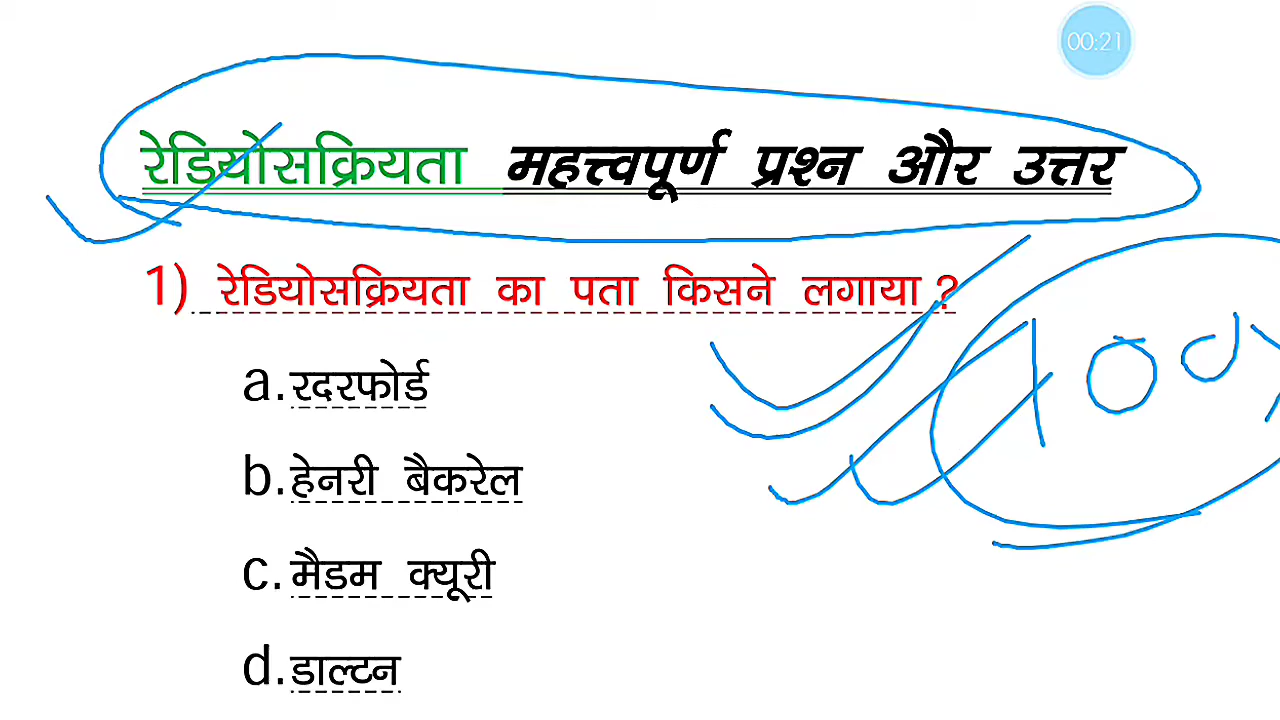 00:21
रेडियोसक्रियता महत्त्वपूर्ण प्रश्न और उत्तर
1) रेडियोसक्रियता का पता किसने लगाया ?
a. रदरफोर्ड
b. हेनरी बैकरेल
c. मैडम क्यूरी
d. डाल्टन